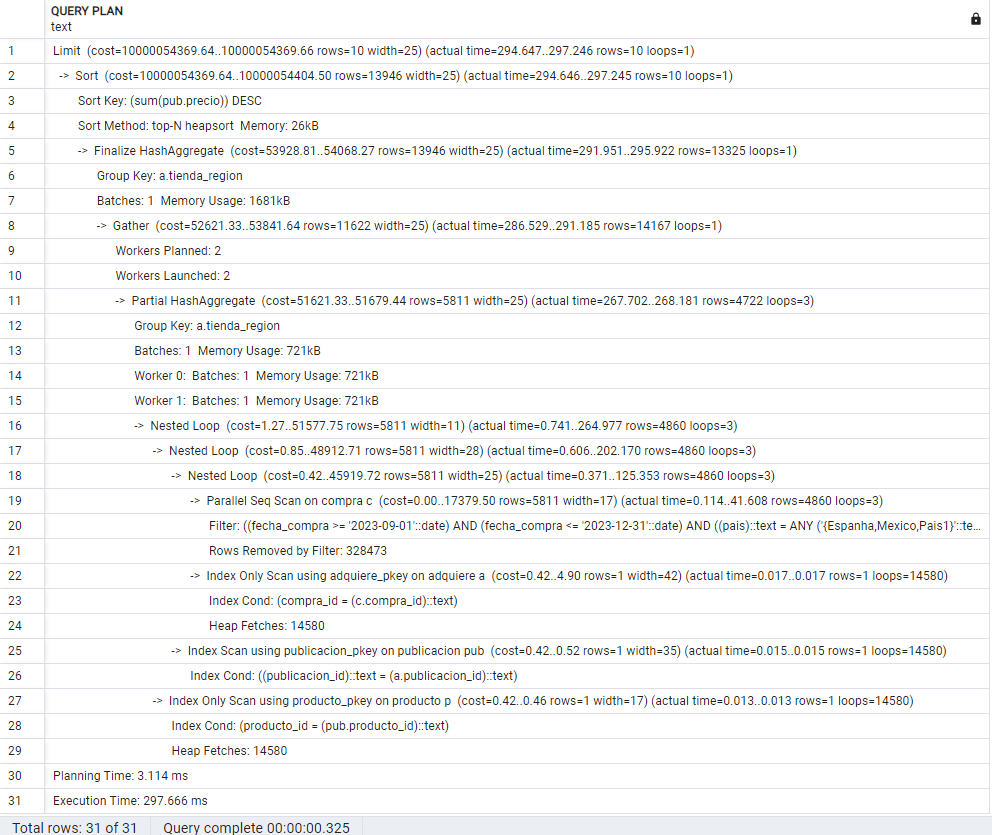 QUERY PLAN
text
1 Limit (cost=10000054369.64..10000054369.66 rows=10 width=25) (actual time=294.647..297.246 rows=10 loops=1)
2 -> Sort (cost=10000054369.64..10000054404.50 rows=13946 width=25) (actual time=294.646..297.245 rows=10 loops=1)
3 Sort Key: (sum(pub.precio)) DESC
4 Sort Method: top-N heapsort Memory: 26kB
5 -> Finalize HashAggregate (cost=53928.81..54068.27 rows=13946 width=25) (actual time=291.951..295.922 rows=13325 loops=1)
6 Group Key: a.tienda_region
7 Batches: 1 Memory Usage: 1681kB
8 -> Gather (cost=52621.33..53841.64 rows=11622 width=25) (actual time=286.529..291.185 rows=14167 loops=1)
9 Workers Planned: 2
10 Workers Launched: 2
11 -> Partial HashAggregate (cost=51621.33..51679.44 rows=5811 width=25) (actual time=267.702..268.181 rows=4722 loops=3)
12 Group Key: a.tienda_region
13 Batches: 1 Memory Usage: 721kB
14 Worker 0: Batches: 1 Memory Usage: 721kB
15 Worker 1: Batches: 1 Memory Usage: 721kB
16 -> Nested Loop (cost=1.27..51577.75 rows=5811 width=11) (actual time=0.741..264.977 rows=4860 loops=3)
17 -> Nested Loop (cost=0.85..48912.71 rows=5811 width=28) (actual time=0.606..202.170 rows=4860 loops=3)
18 -> Nested Loop (cost=0.42..45919.72 rows=5811 width=25) (actual time=0.371..125.353 rows=4860 loops=3)
19 -> Parallel Seq Scan on compra c (cost=0.00..17379.50 rows=5811 width=17) (actual time=0.114..41.608 rows=4860 loops=3)
20 Filter: ((fecha_compra >= '2023-09-01'::date) AND (fecha_compra <= '2023-12-31'::date) AND ((pais)::text = ANY ('{Espanha,Mexico,Pais1}'::te...
21 Rows Removed by Filter: 328473
22 -> Index Only Scan using adquiere_pkey on adquiere a (cost=0.42..4.90 rows=1 width=42) (actual time=0.017..0.017 rows=1 loops=14580)
23 Index Cond: (compra_id = (c.compra_id)::text)
24 Heap Fetches: 14580
25 -> Index Scan using publicacion_pkey on publicacion pub (cost=0.42..0.52 rows=1 width=35) (actual time=0.015..0.015 rows=1 loops=14580)
26 Index Cond: ((publicacion_id)::text = (a.publicacion_id)::text)
27 -> Index Only Scan using producto_pkey on producto p (cost=0.42..0.46 rows=1 width=17) (actual time=0.013..0.013 rows=1 loops=14580)
28 Index Cond: (producto_id = (pub.producto_id)::text)
29 Heap Fetches: 14580
30 Planning Time: 3.114 ms
31 Execution Time: 297.666 ms
Total rows: 31 of 31 Query complete 00:00:00.325